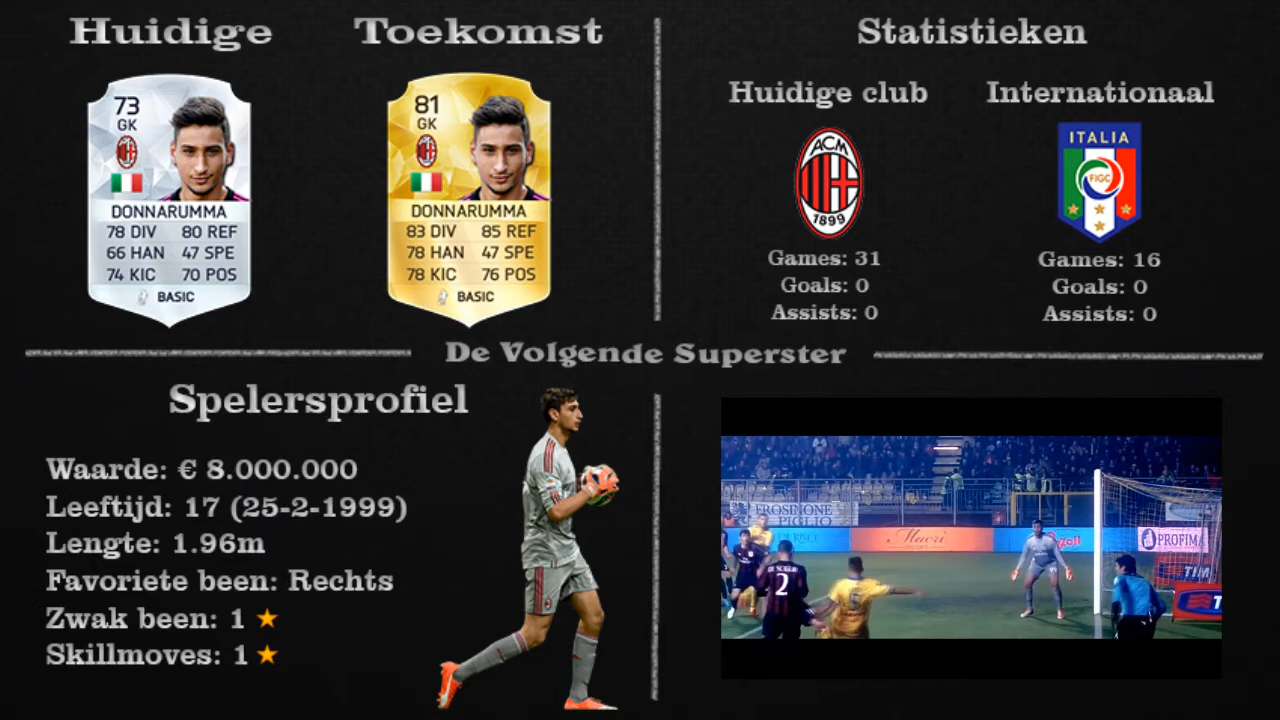 Huidige
Toekomst
73
GK
DONNARUMMA
78 DIV 80 REF
66 HAN 47 SPE
74 KIC 70 POS
BASIC
81
GK
DONNARUMMA
83 DIV 85 REF
78 HAN 47 SPE
78 KIC 76 POS
BASIC
Statistieken
Huidige club
ACM
1899
Games: 31
Goals: 0
Assists: 0
Internationaal
ITALIA
FIGC
Games: 16
Goals: 0
Assists: 0
De Volgende Superster
Spelersprofiel
Waarde: € 8.000.000
Leeftijd: 17 (25-2-1999)
Lengte: 1.96m
Favoriete been: Rechts
Zwak been: 1
Skillmoves: 1
FROSINONE
PIGLIO
PROFIMA
TIM
DE SCIGLIO
2